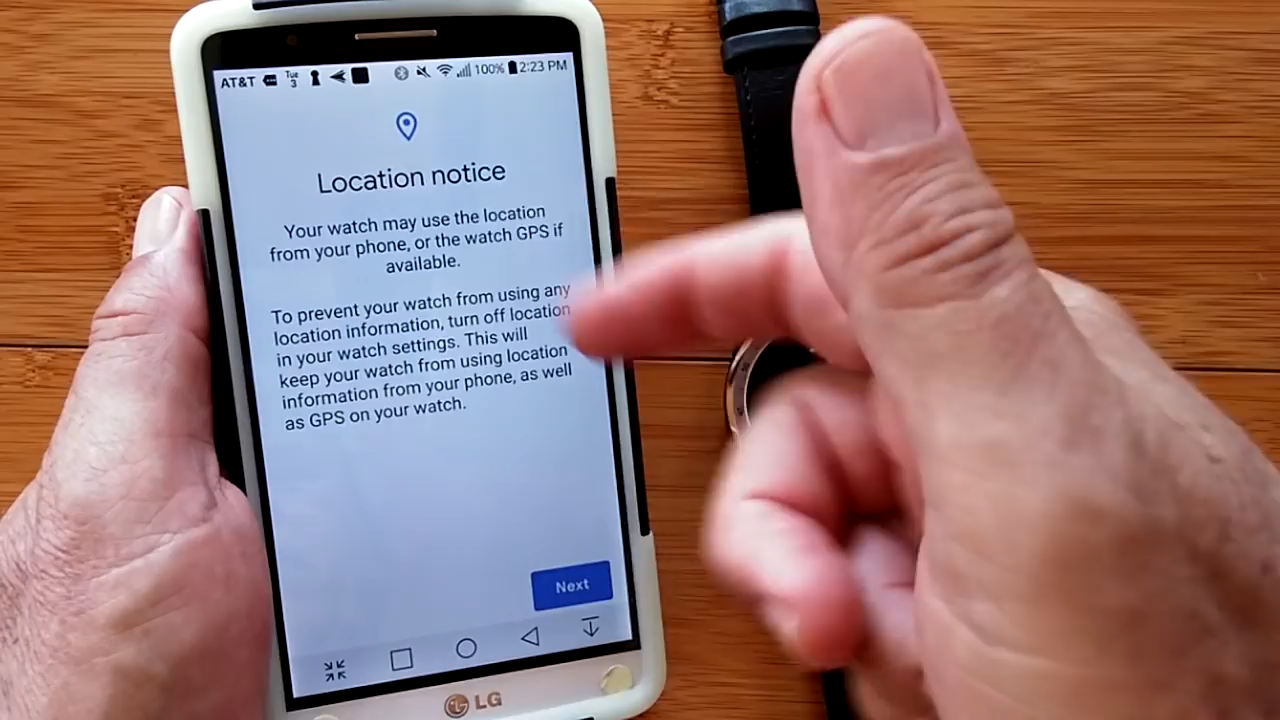 AT&T Tue 3 100% 2:23 PM
Location notice
Your watch may use the location
from your phone, or the watch GPS if
available.
To prevent your watch from using any
location information, turn off location
in your watch settings. This will
keep your watch from using location
information from your phone, as well
as GPS on your watch.
Next
LG